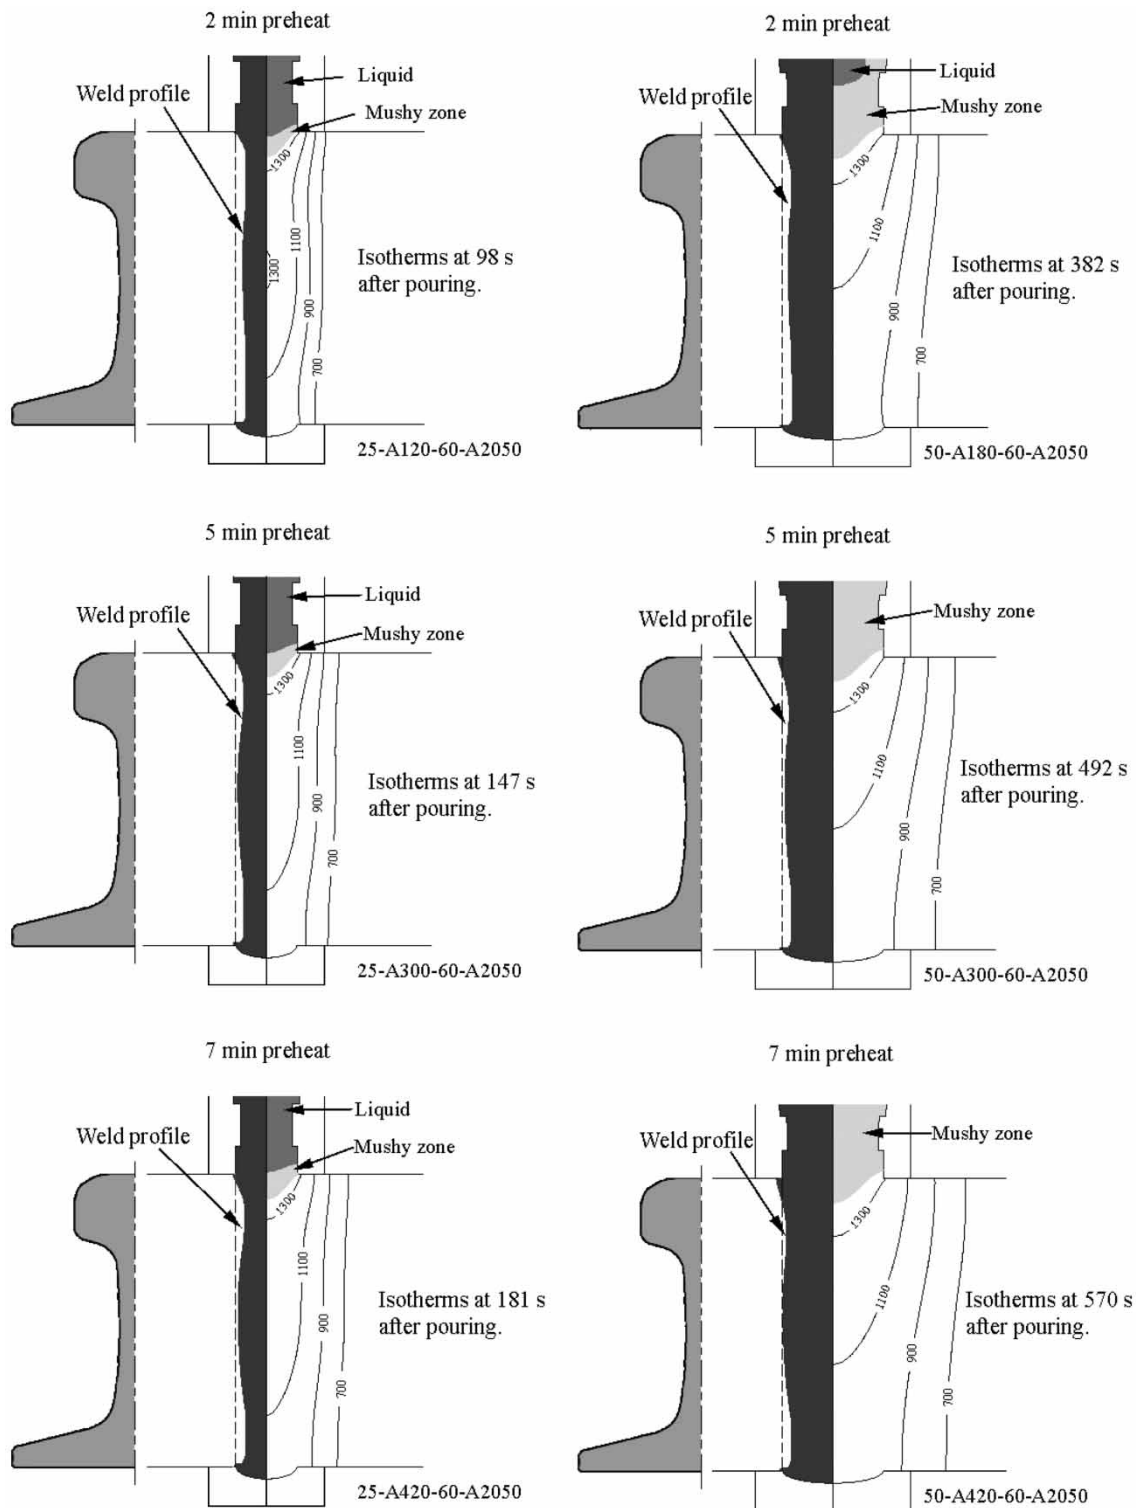 2 min preheat
Liquid
Weld profile
Mushy zone
1300
1100
1300
Isotherms at 98 s
after pouring.
900
700
25-A120-60-A2050
2 min preheat
Liquid
Weld profile
Mushy zone
1300
1100
Isotherms at 382 s
after pouring.
900
700
50-A180-60-A2050
5 min preheat
Liquid
Weld profile
Mushy zone
1300
1100
Isotherms at 147 s
after pouring.
900
700
25-A300-60-A2050
5 min preheat
Mushy zone
Weld profile
1300
1100
Isotherms at 492 s
after pouring.
900
700
50-A300-60-A2050
7 min preheat
Liquid
Weld profile
Mushy zone
1300
1100
Isotherms at 181 s
after pouring.
900
700
25-A420-60-A2050
7 min preheat
Mushy zone
Weld profile
1300
1100
Isotherms at 570 s
after pouring.
900
700
50-A420-60-A2050